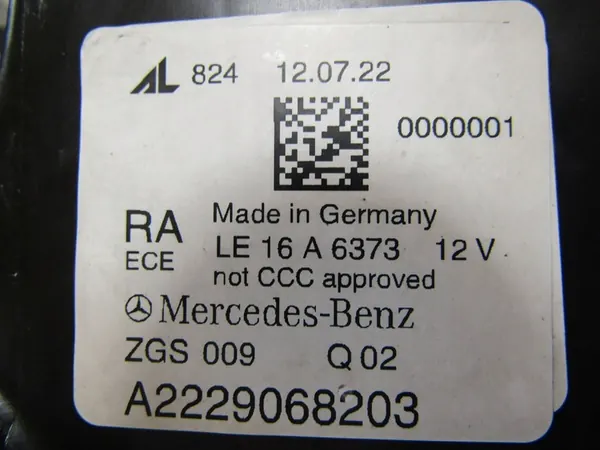 AL 824 12.07.22
0000001
RA
ECE
Made in Germany
LE 16 A 6373 12 V
not CCC approved
Mercedes-Benz
ZGS 009 Q 02
A2229068203